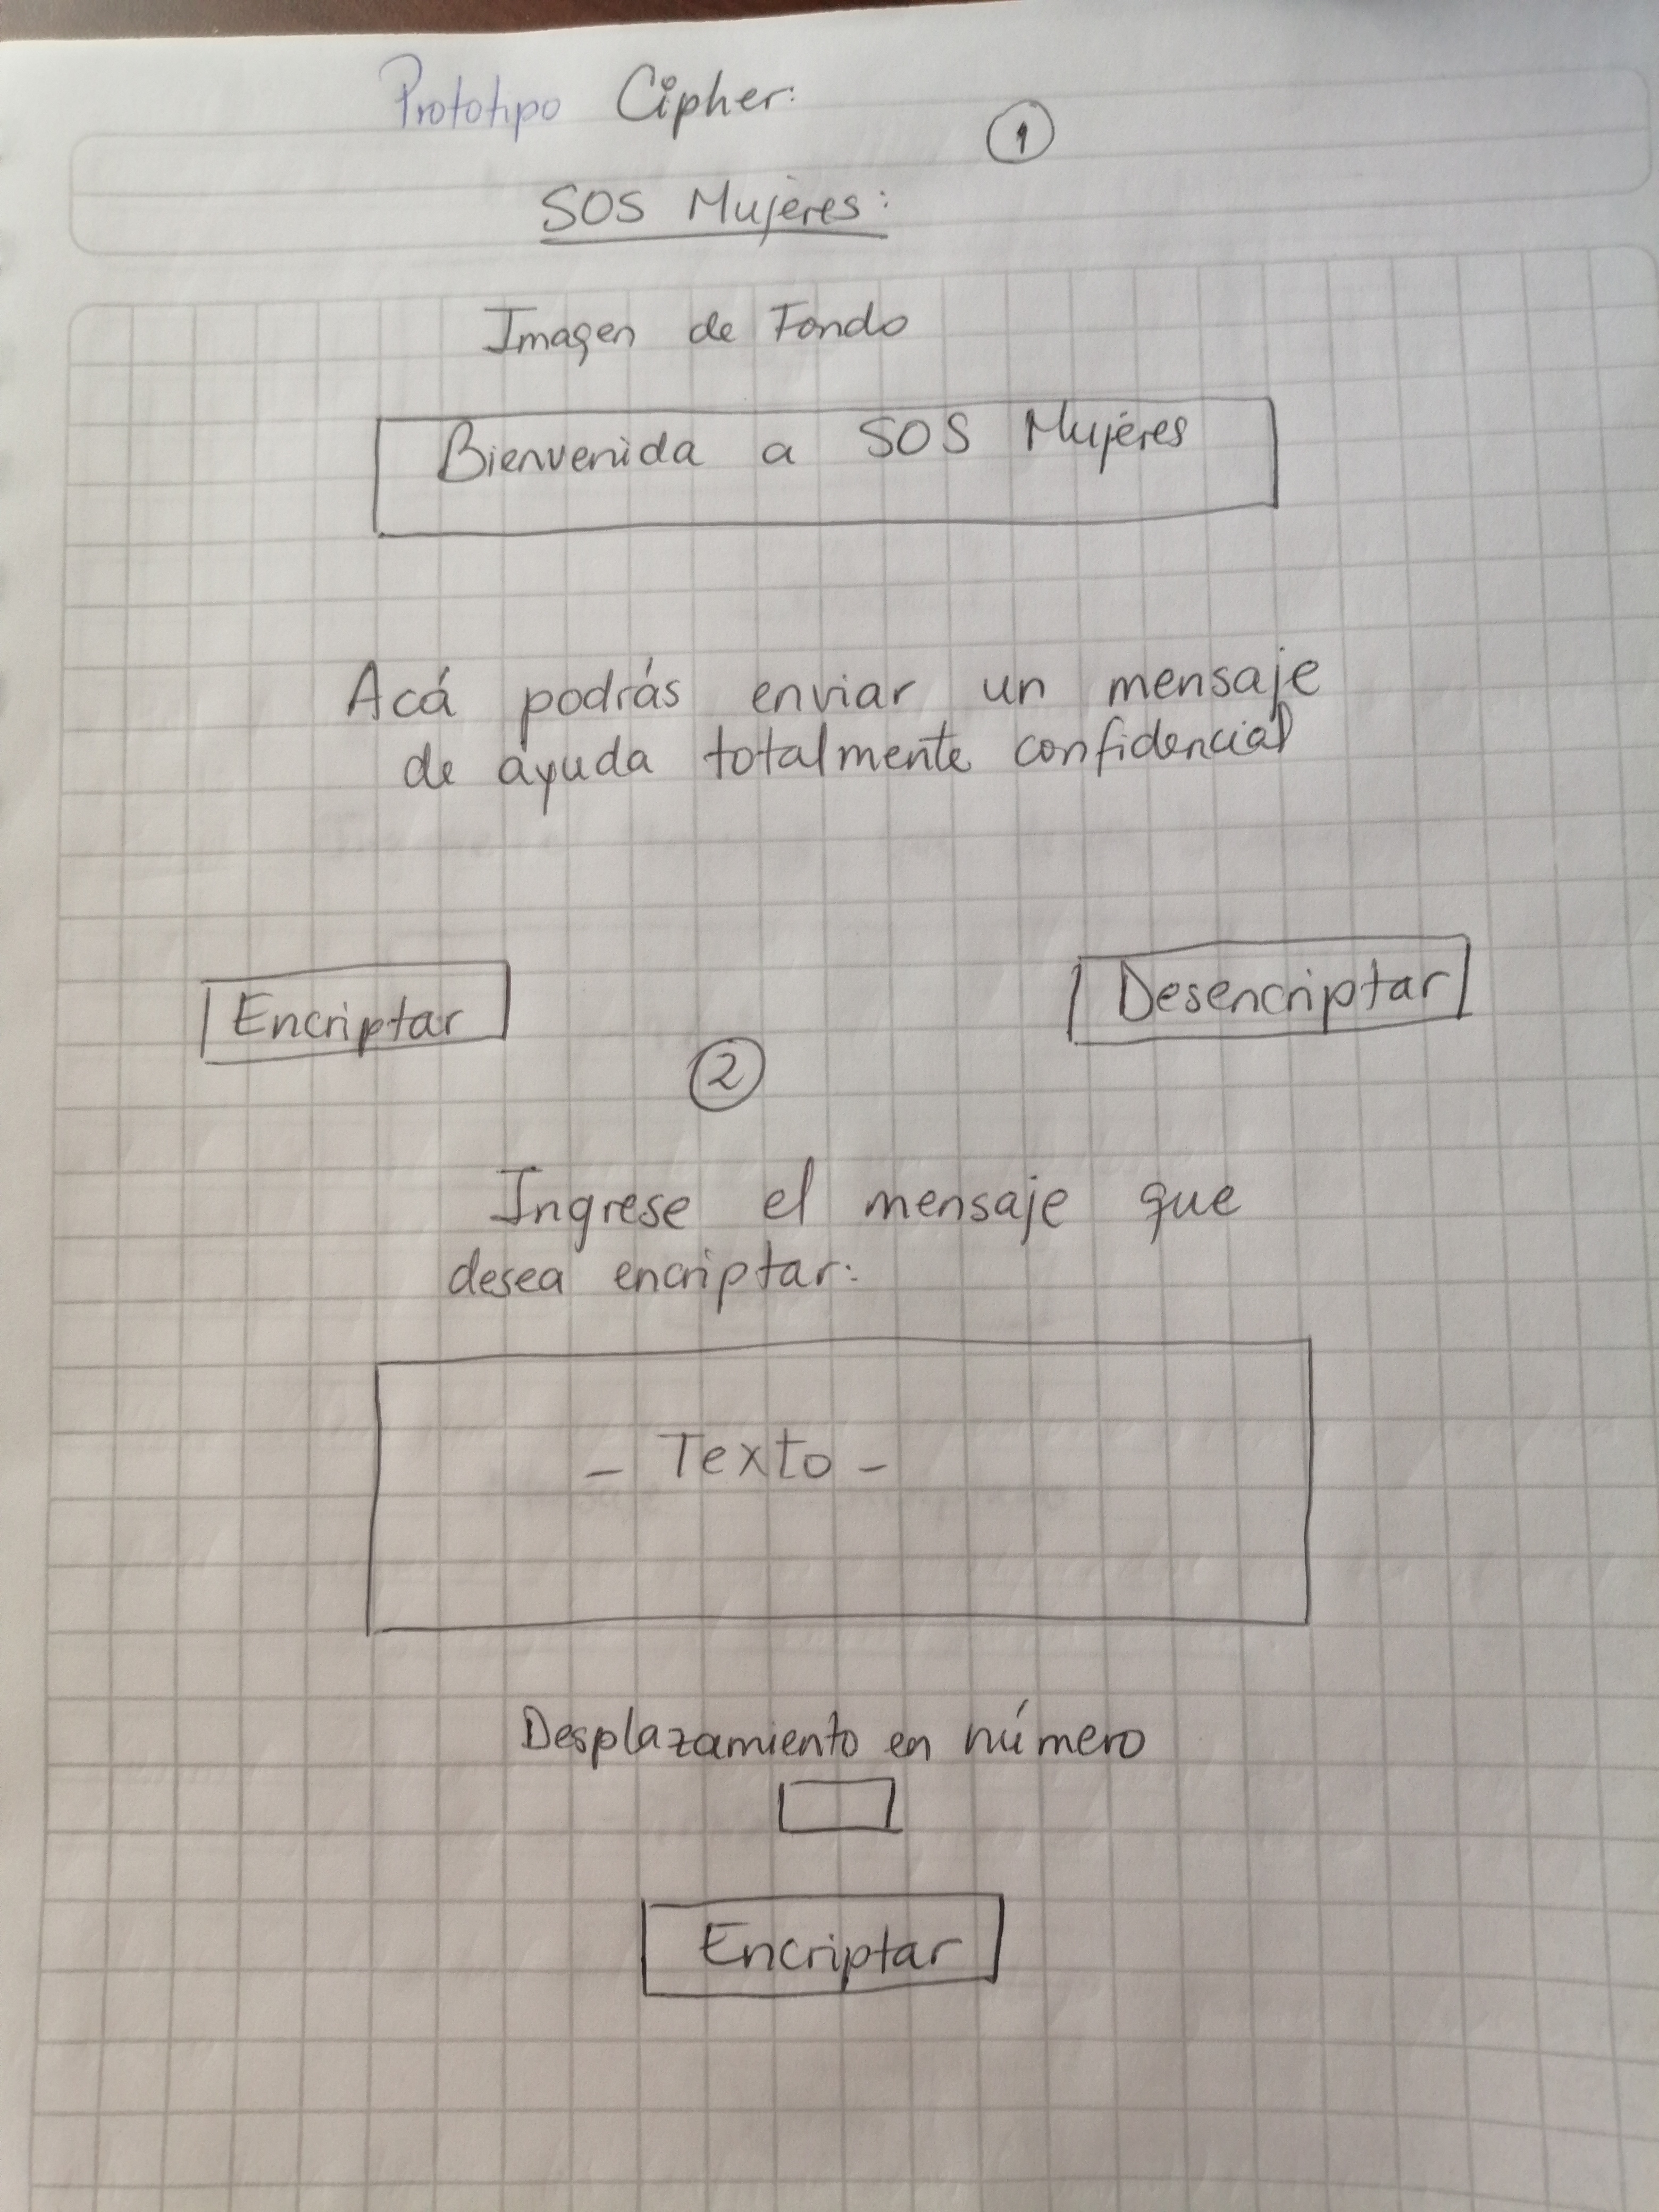 Prototipo Cipher:
1
SOS Mujeres:
Imagen de Fondo
Bienvenida a SOS Mujeres
Acá podrás enviar un mensaje
de ayuda totalmente confidencial
Encriptar
Desencriptar
2
Ingrese el mensaje que
desea encriptar:
- Texto -
Desplazamiento en número
Encriptar